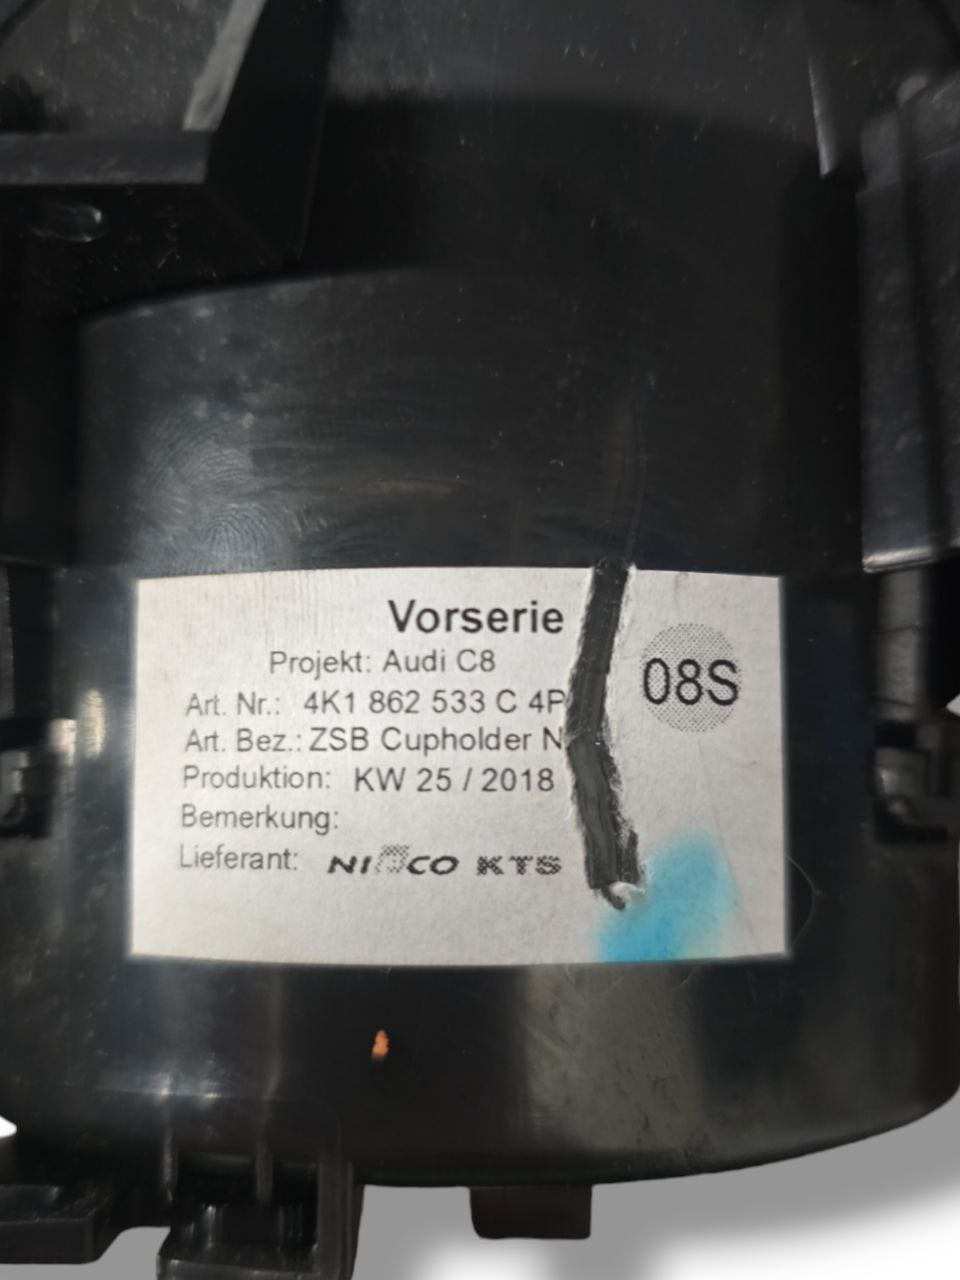 Vorserie
Projekt: Audi C8
08S
Art. Nr.: 4K1 862 533 C 4P
Art. Bez.: ZSB Cupholder N
Produktion: KW 25 / 2018
Bemerkung:
Lieferant: KTS